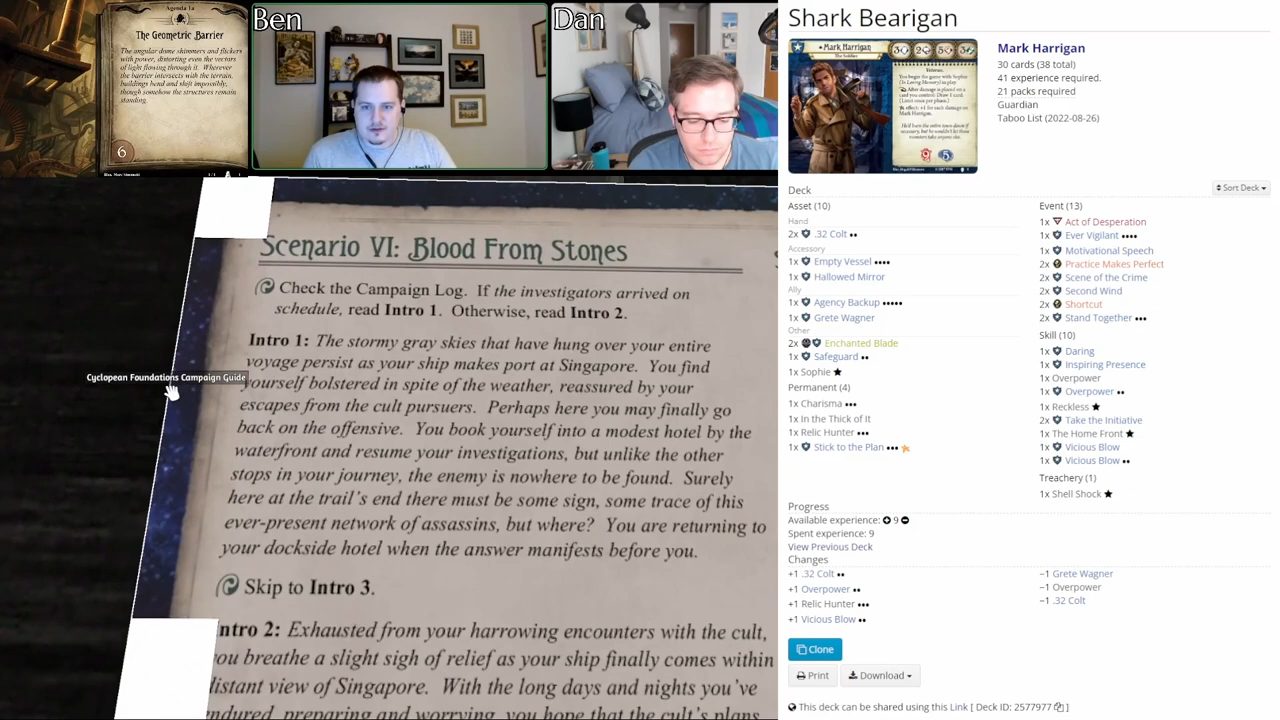 Agenda 1a
The Geometric Barrier
The angular dome shimmers and flickers
with power, distorting even the vectors
of light flowing through it. Wherever
the barrier intersects with the terrain,
buildings bend and shift impossibly,
though somehow the structures remain
standing.
6
Ben
Dan
Scenario VI: Blood From Stones
Check the Campaign Log. If the investigators arrived on
schedule, read Intro 1. Otherwise, read Intro 2.
Intro 1: The stormy gray skies that have hung over your entire
voyage persist as your ship makes port at Singapore. You find
yourself bolstered in spite of the weather, reassured by your
escapes from the cult pursuers. Perhaps here you may finally go
back on the offensive. You book yourself into a modest hotel by the
waterfront and resume your investigations, but unlike the other
stops in your journey, the enemy is nowhere to be found. Surely
here at the trail's end there must be some sign, some trace of this
ever-present network of assassins, but where? You are returning to
your dockside hotel when the answer manifests before you.
Skip to Intro 3.
ntro 2: Exhausted from your harrowing encounters with the cult,
you breathe a slight sigh of relief as your ship finally comes within
distant view of Singapore. With the long days and nights you've
endured, preparing and worrying, you hope that the cult's plans
Cyclopean Foundations Campaign Guide
Shark Bearigan
Mark Harrigan
The Soldier
Mark Harrigan
30 cards (38 total)
41 experience required.
21 packs required
Guardian
Taboo List (2022-08-26)
Sort Deck
Deck
Asset (10)
Hand
2x .32 Colt ••
Accessory
1x Empty Vessel ••••
1x Hallowed Mirror
Ally
1x Agency Backup •••••
1x Grete Wagner
Other
2x Enchanted Blade
1x Safeguard ••
1x Sophie ★
Permanent (4)
1x Charisma •••
1x In the Thick of It
1x Relic Hunter •••
1x Stick to the Plan •••
Event (13)
1x Act of Desperation
1x Ever Vigilant ••••
1x Motivational Speech
2x Practice Makes Perfect
2x Scene of the Crime
2x Second Wind
2x Shortcut
2x Stand Together •••
Skill (10)
1x Daring
1x Inspiring Presence
1x Overpower
1x Overpower ••
1x Reckless ★
2x Take the Initiative
1x The Home Front ★
1x Vicious Blow
1x Vicious Blow ••
Treachery (1)
1x Shell Shock ★
Progress
Available experience: 9
Spent experience: 9
View Previous Deck
Changes
+1 .32 Colt ••
+1 Overpower ••
+1 Relic Hunter •••
+1 Vicious Blow ••
−1 Grete Wagner
−1 Overpower
−1 .32 Colt
Clone
Print
Download
This deck can be shared using this Link [ Deck ID: 2577977 ]